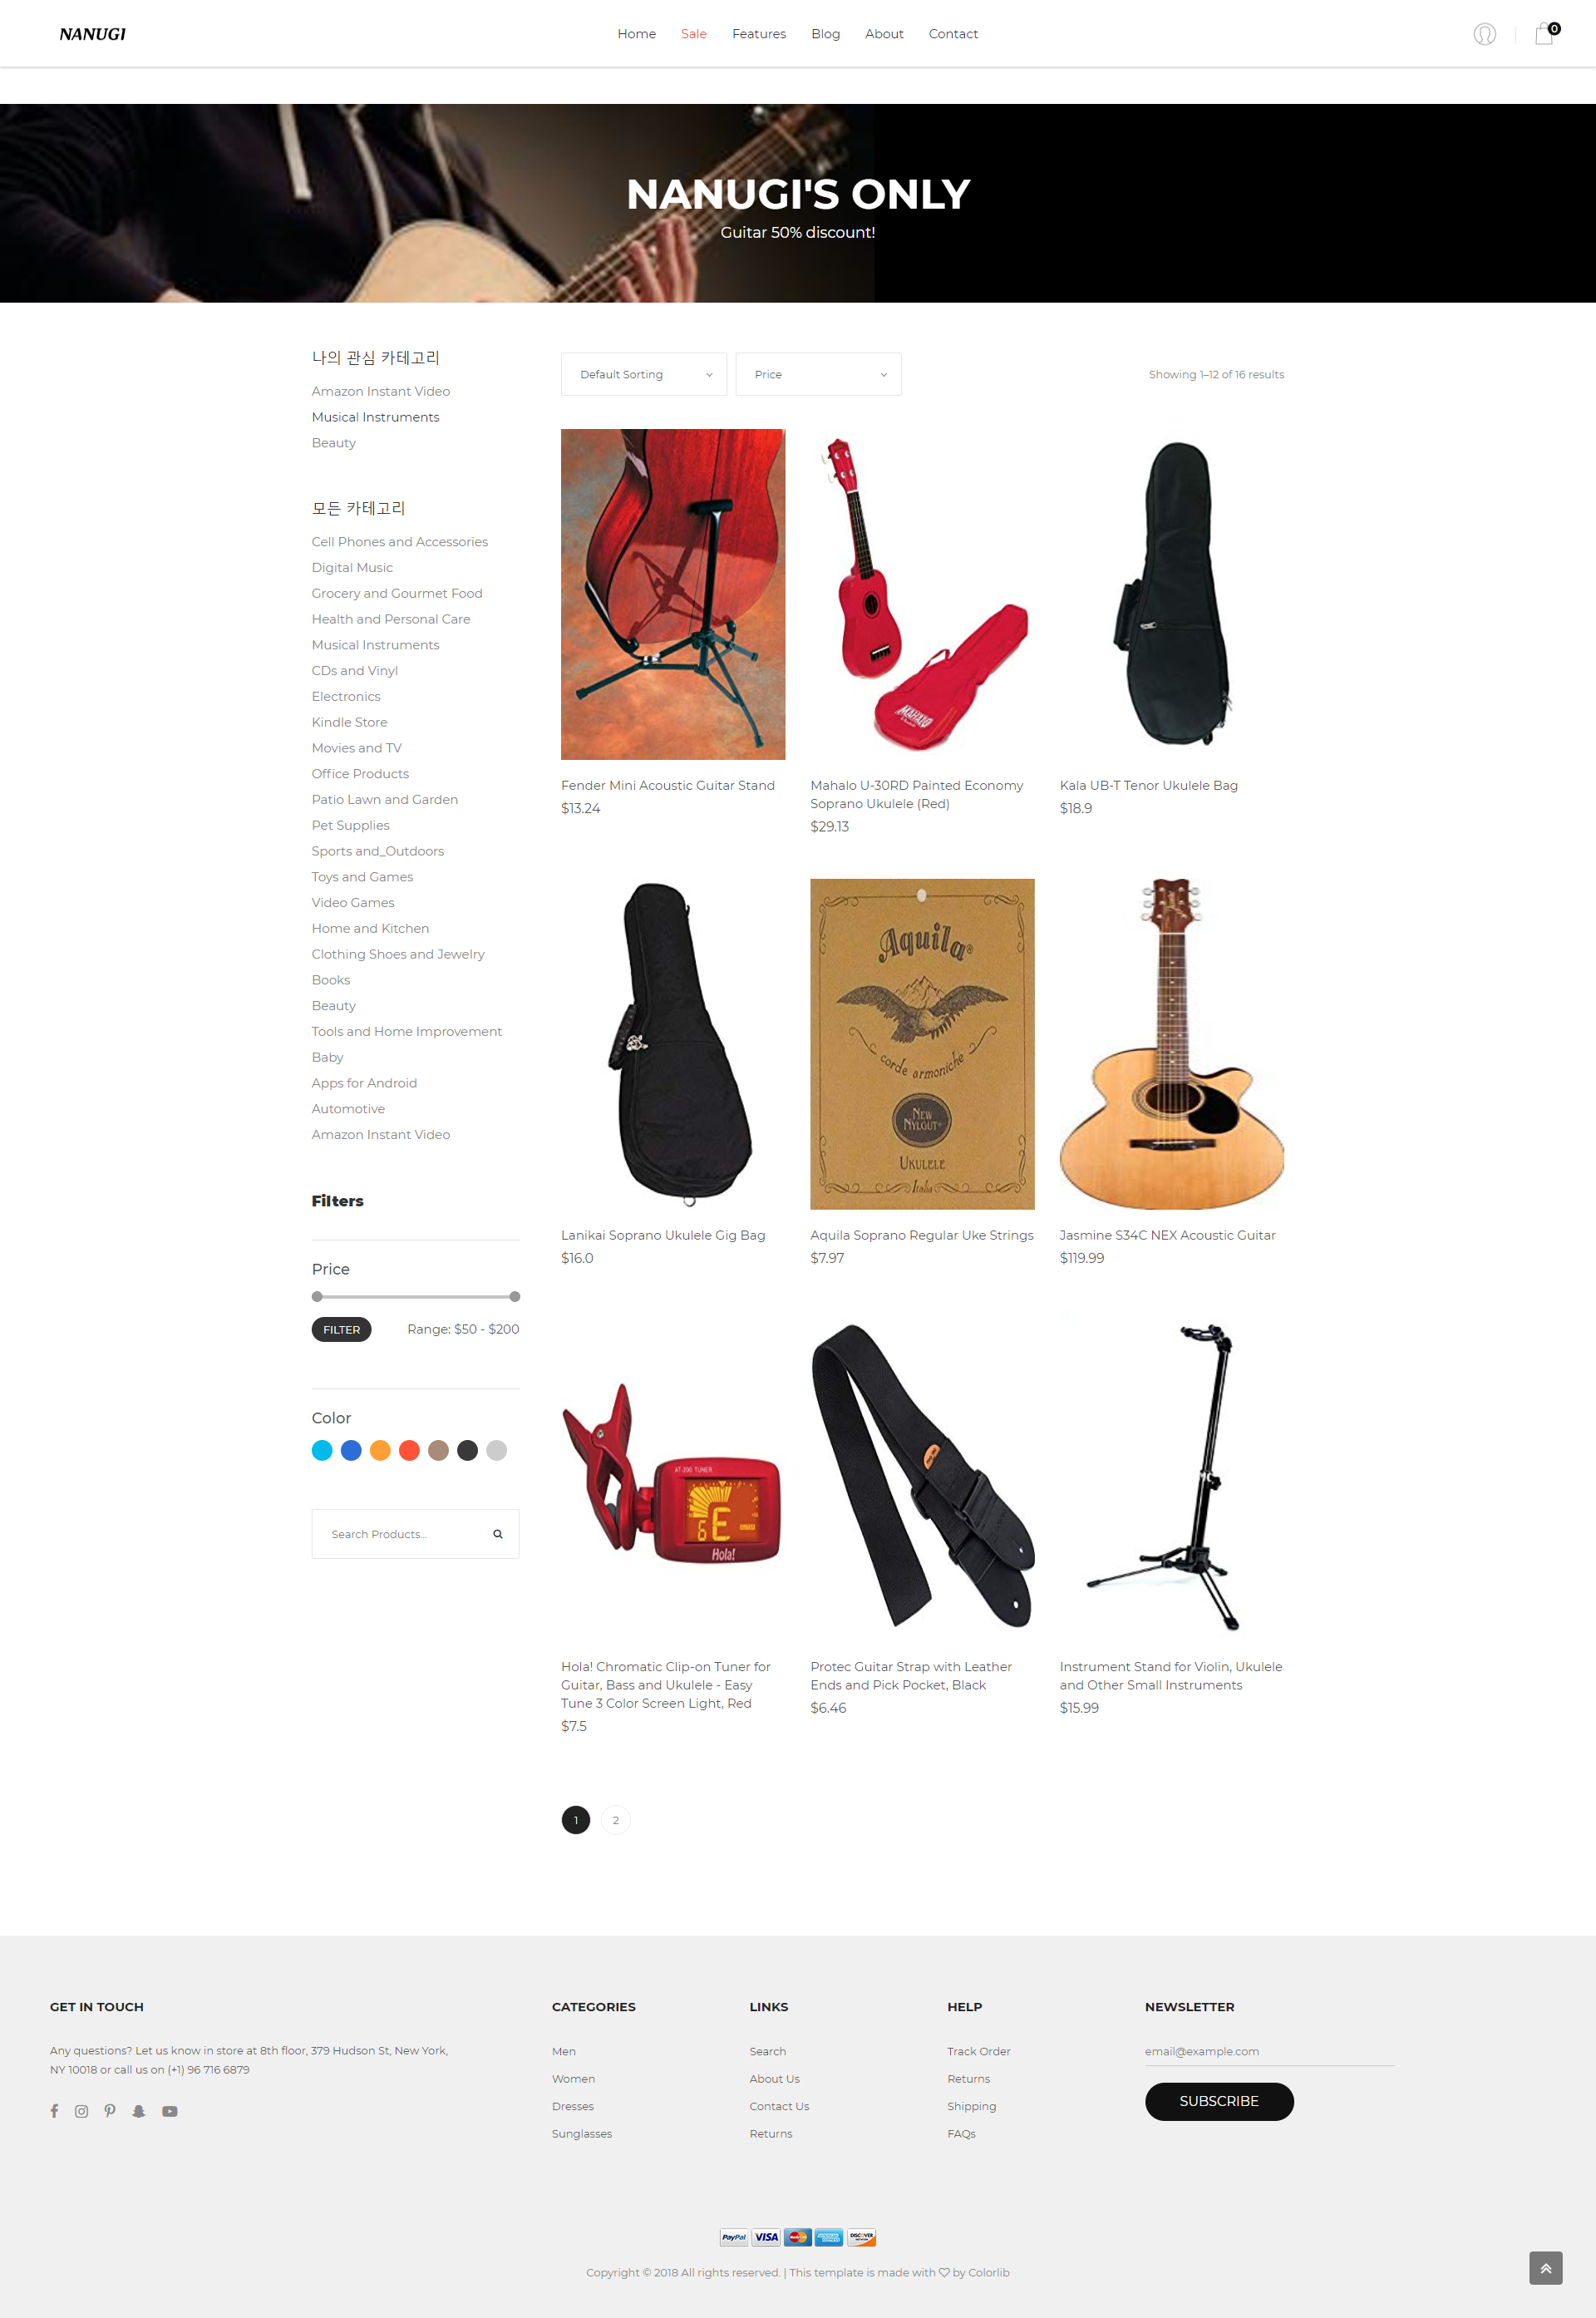 NANUGI
Home Sale Features Blog About Contact
0
NANUGI'S ONLY
Guitar 50% discount!
나의 관심 카테고리
Amazon Instant Video
Musical Instruments
Beauty
모든 카테고리
Cell Phones and Accessories
Digital Music
Grocery and Gourmet Food
Health and Personal Care
Musical Instruments
CDs and Vinyl
Electronics
Kindle Store
Movies and TV
Office Products
Patio Lawn and Garden
Pet Supplies
Sports and_Outdoors
Toys and Games
Video Games
Home and Kitchen
Clothing Shoes and Jewelry
Books
Beauty
Tools and Home Improvement
Baby
Apps for Android
Automotive
Amazon Instant Video
Filters
Price
FILTER Range: $50 - $200
Color
Search Products...
Default Sorting Price Showing 1–12 of 16 results
MAHALO
Fender Mini Acoustic Guitar Stand
$13.24
Mahalo U-30RD Painted Economy
Soprano Ukulele (Red)
$29.13
Kala UB-T Tenor Ukulele Bag
$18.9
Aquila®
corde armoniche
NEW
NYLGUT
UKULELE
Italia
Lanikai Soprano Ukulele Gig Bag
$16.0
Aquila Soprano Regular Uke Strings
$7.97
Jasmine S34C NEX Acoustic Guitar
$119.99
AT-200 TUNER
6E
Hola!
Hola! Chromatic Clip-on Tuner for
Guitar, Bass and Ukulele - Easy
Tune 3 Color Screen Light, Red
$7.5
Protec Guitar Strap with Leather
Ends and Pick Pocket, Black
$6.46
Instrument Stand for Violin, Ukulele
and Other Small Instruments
$15.99
1 2
GET IN TOUCH
Any questions? Let us know in store at 8th floor, 379 Hudson St, New York,
NY 10018 or call us on (+1) 96 716 6879
CATEGORIES
Men
Women
Dresses
Sunglasses
LINKS
Search
About Us
Contact Us
Returns
HELP
Track Order
Returns
Shipping
FAQs
NEWSLETTER
email@example.com
SUBSCRIBE
PayPal VISA MasterCard DISCOVER
Copyright © 2018 All rights reserved. | This template is made with ♡ by Colorlib